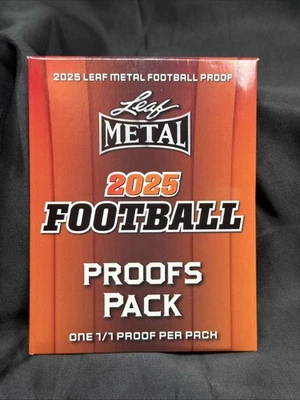 2025 LEAF METAL FOOTBALL PROOF
Leaf
METAL
2025
FOOTBALL
PROOFS
PACK
ONE 1/1 PROOF PER PACK